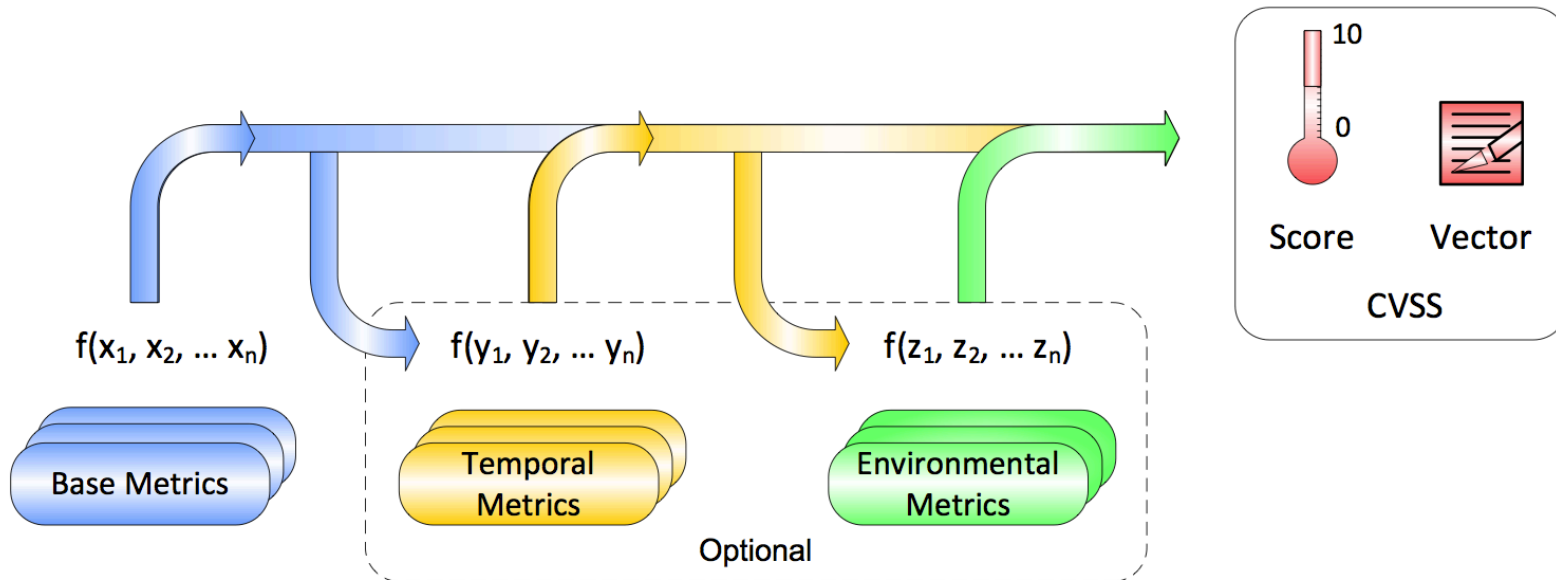 10
0
Score
Vector
CVSS
f(x₁, x₂, ... xₙ)
f(y₁, y₂, ... yₙ)
f(z₁, z₂, ... zₙ)
Base Metrics
Temporal
Metrics
Environmental
Metrics
Optional